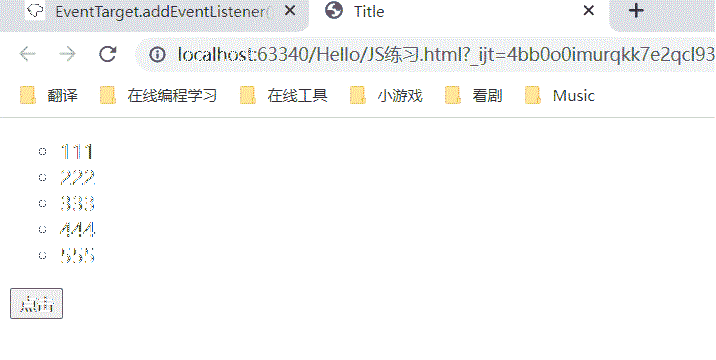 EventTarget.addEventListener( Title
localhost:63340/Hello/JS练习.html?_ijt=4bb0o0imurqkk7e2qcl93
翻译 在线编程学习 在线工具 小游戏 看剧 Music
111
222
333
444
555
点击